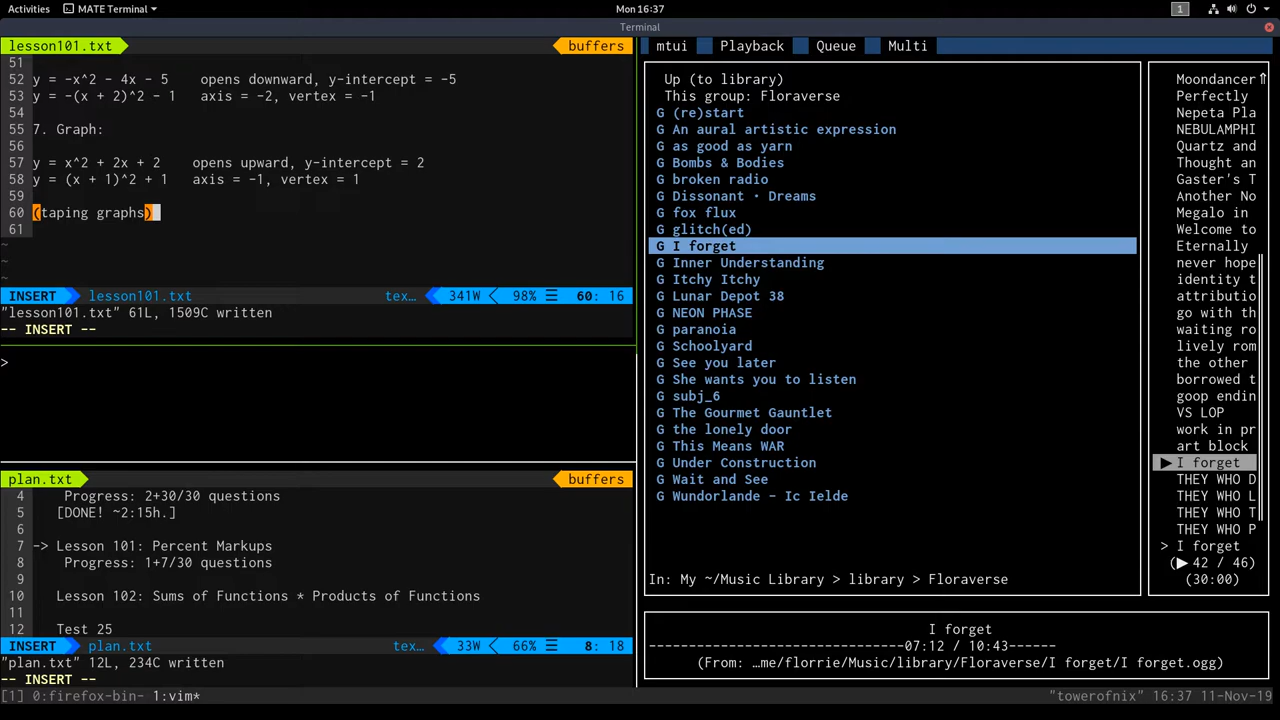 Activities MATE Terminal Mon 16:37 1
Terminal
lesson101.txt buffers
51
52 y = -x^2 - 4x - 5 opens downward, y-intercept = -5
53 y = -(x + 2)^2 - 1 axis = -2, vertex = -1
54
55 7. Graph:
56
57 y = x^2 + 2x + 2 opens upward, y-intercept = 2
58 y = (x + 1)^2 + 1 axis = -1, vertex = 1
59
60 (taping graphs)
61
~
~
~
INSERT lesson101.txt tex… 341W 98% ☰ 60: 16
"lesson101.txt" 61L, 1509C written
-- INSERT --
>
plan.txt buffers
4 Progress: 2+30/30 questions
5 [DONE! ~2:15h.]
6
7 -> Lesson 101: Percent Markups
8 Progress: 1+7/30 questions
9
10 Lesson 102: Sums of Functions * Products of Functions
11
12 Test 25
INSERT plan.txt tex… 33W 66% ☰ 8: 18
"plan.txt" 12L, 234C written
-- INSERT --
mtui Playback Queue Multi
Up (to library)
This group: Floraverse
G (re)start
G An aural artistic expression
G as good as yarn
G Bombs & Bodies
G broken radio
G Dissonant · Dreams
G fox flux
G glitch(ed)
G I forget
G Inner Understanding
G Itchy Itchy
G Lunar Depot 38
G NEON PHASE
G paranoia
G Schoolyard
G See you later
G She wants you to listen
G subj_6
G The Gourmet Gauntlet
G the lonely door
G This Means WAR
G Under Construction
G Wait and See
G Wundorlande - Ic Ielde
In: My ~/Music Library > library > Floraverse
Moondancer⇑
Perfectly
Nepeta Pla
NEBULAMPHI
Quartz and
Thought an
Gaster's T
Another No
Megalo in
Welcome to
Eternally
never hope
identity t
attributio
go with th
waiting ro
lively rom
the other
borrowed t
goop endin
VS LOP
work in pr
art block
▶ I forget
THEY WHO D
THEY WHO L
THEY WHO T
THEY WHO P
> I forget
(▶ 42 / 46)
(30:00)
I forget
--------------------------------07:12 / 10:43------
(From: …me/florrie/Music/library/Floraverse/I forget/I forget.ogg)
[1] 0:firefox-bin- 1:vim* "towerofnix" 16:37 11-Nov-19